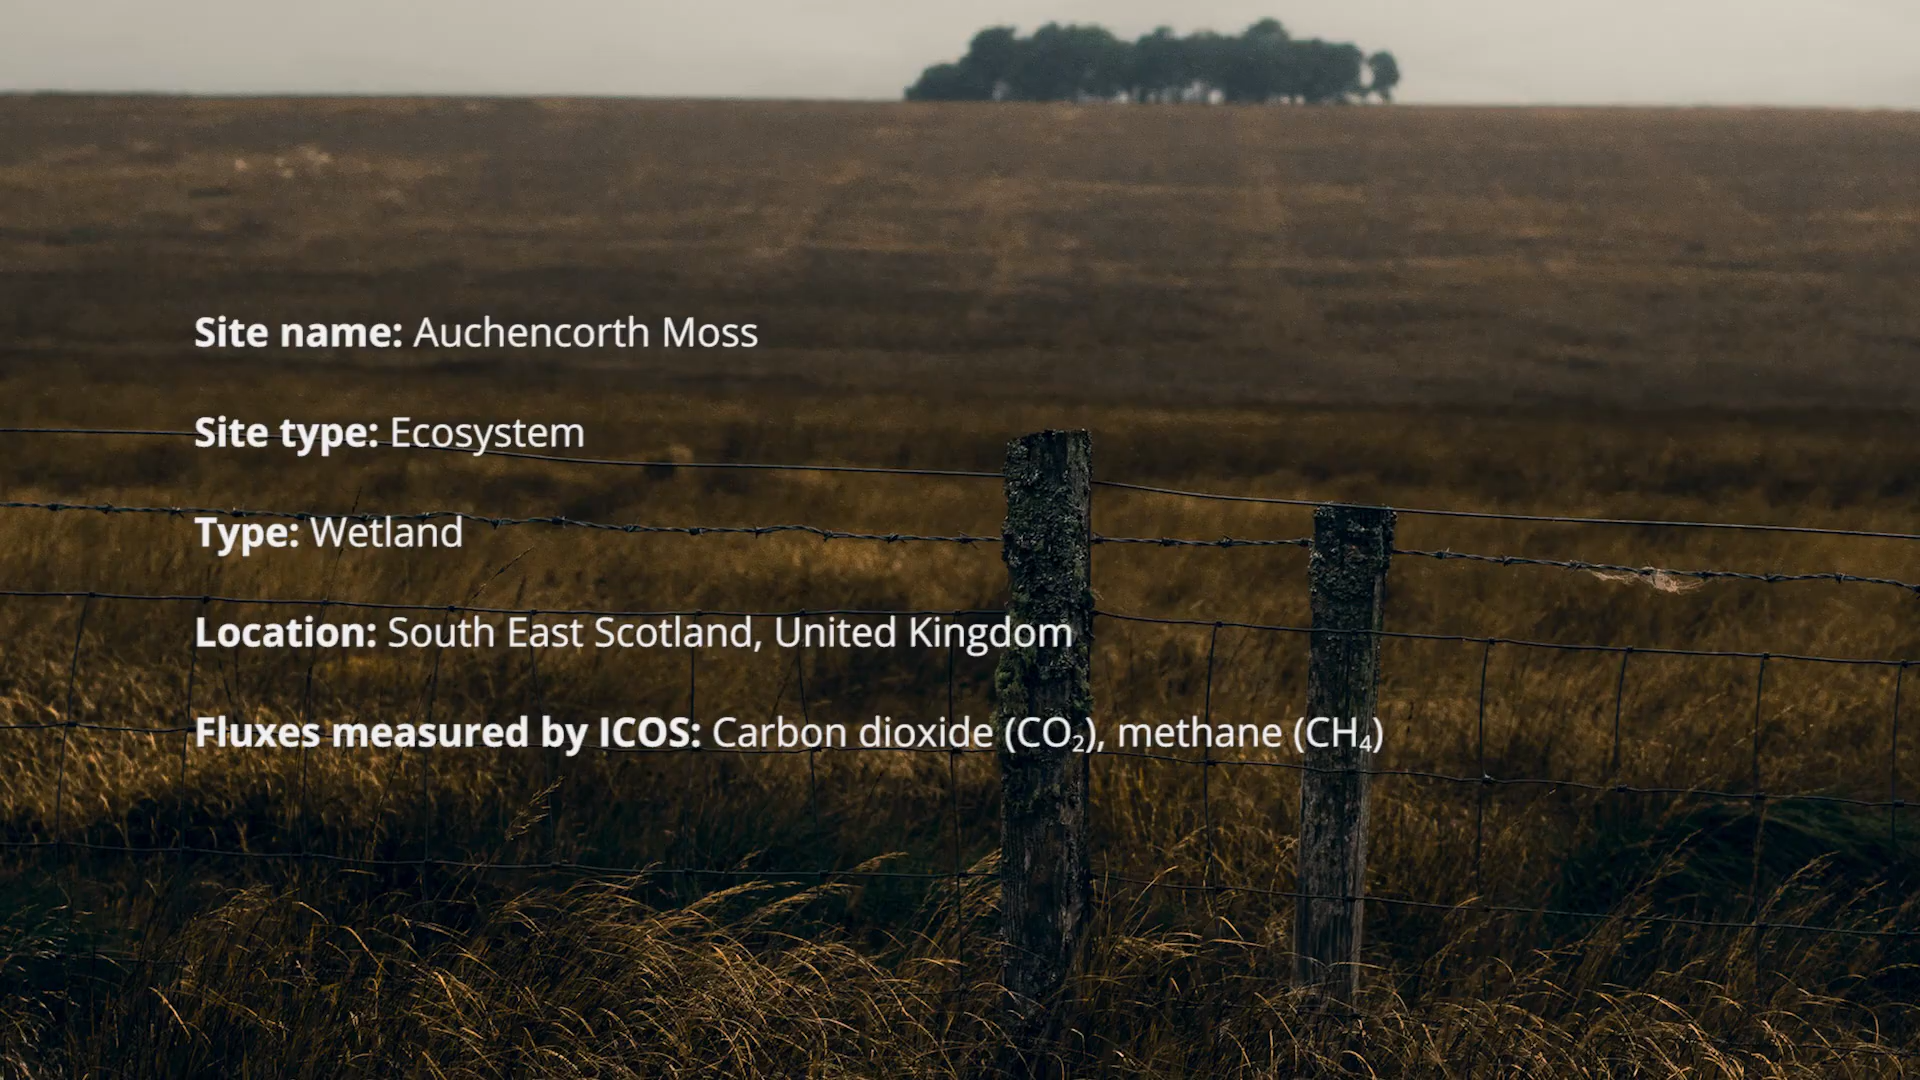 Site name: Auchencorth Moss
Site type: Ecosystem
Type: Wetland
Location: South East Scotland, United Kingdom
Fluxes measured by ICOS: Carbon dioxide (CO₂), methane (CH₄)